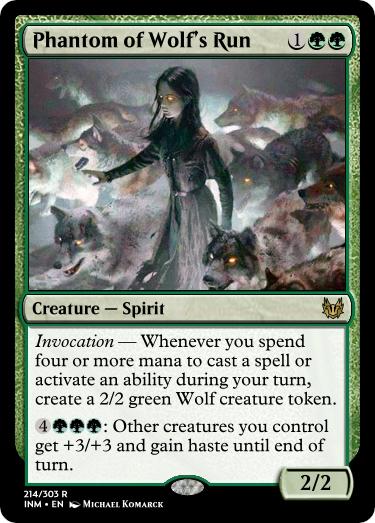 Phantom of Wolf's Run 1
Creature — Spirit
Invocation — Whenever you spend
four or more mana to cast a spell or
activate an ability during your turn,
create a 2/2 green Wolf creature token.
4: Other creatures you control
get +3/+3 and gain haste until end of
turn.
2/2
214/303 R
INM • EN Michael Komarck